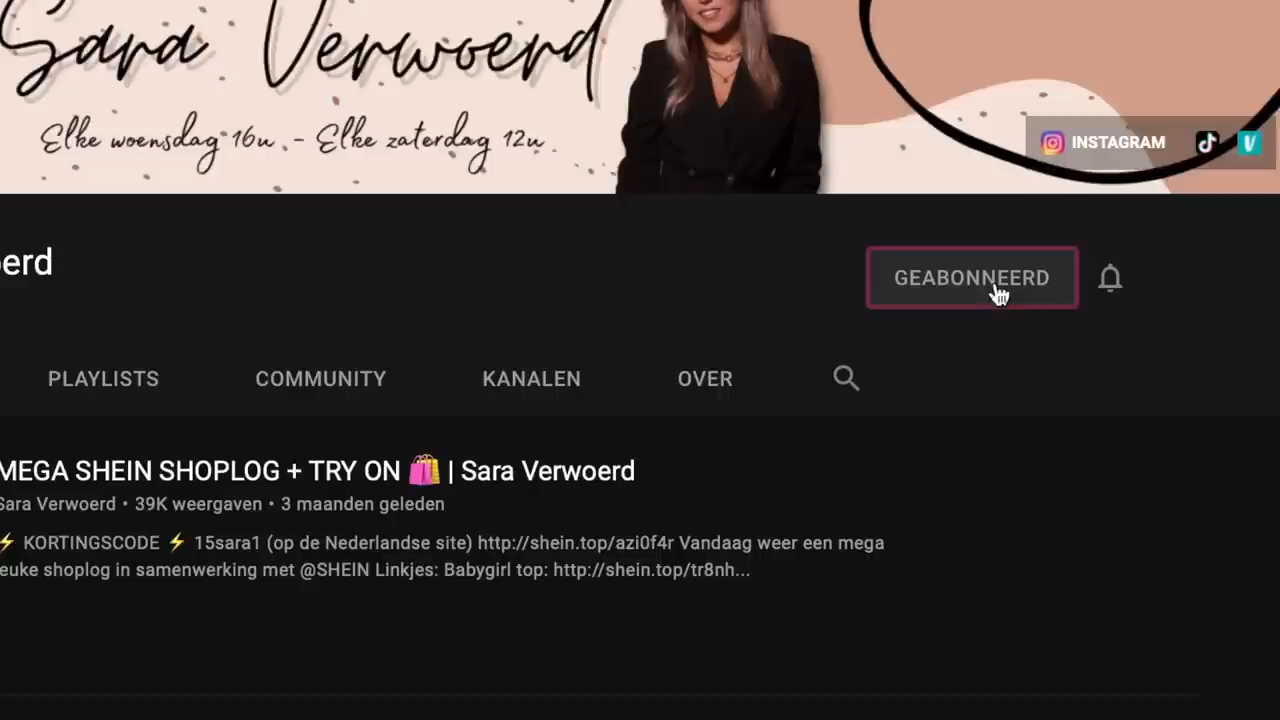 Sara Verwoerd
Elke woensdag 16u. - Elke zaterdag 12u.
INSTAGRAM
erd
GEABONNEERD
PLAYLISTS COMMUNITY KANALEN OVER
MEGA SHEIN SHOPLOG + TRY ON 🛍️ | Sara Verwoerd
Sara Verwoerd • 39K weergaven • 3 maanden geleden
⚡ KORTINGSCODE ⚡ 15sara1 (op de Nederlandse site) http://shein.top/azi0f4r Vandaag weer een mega
euke shoplog in samenwerking met @SHEIN Linkjes: Babygirl top: http://shein.top/tr8nh...